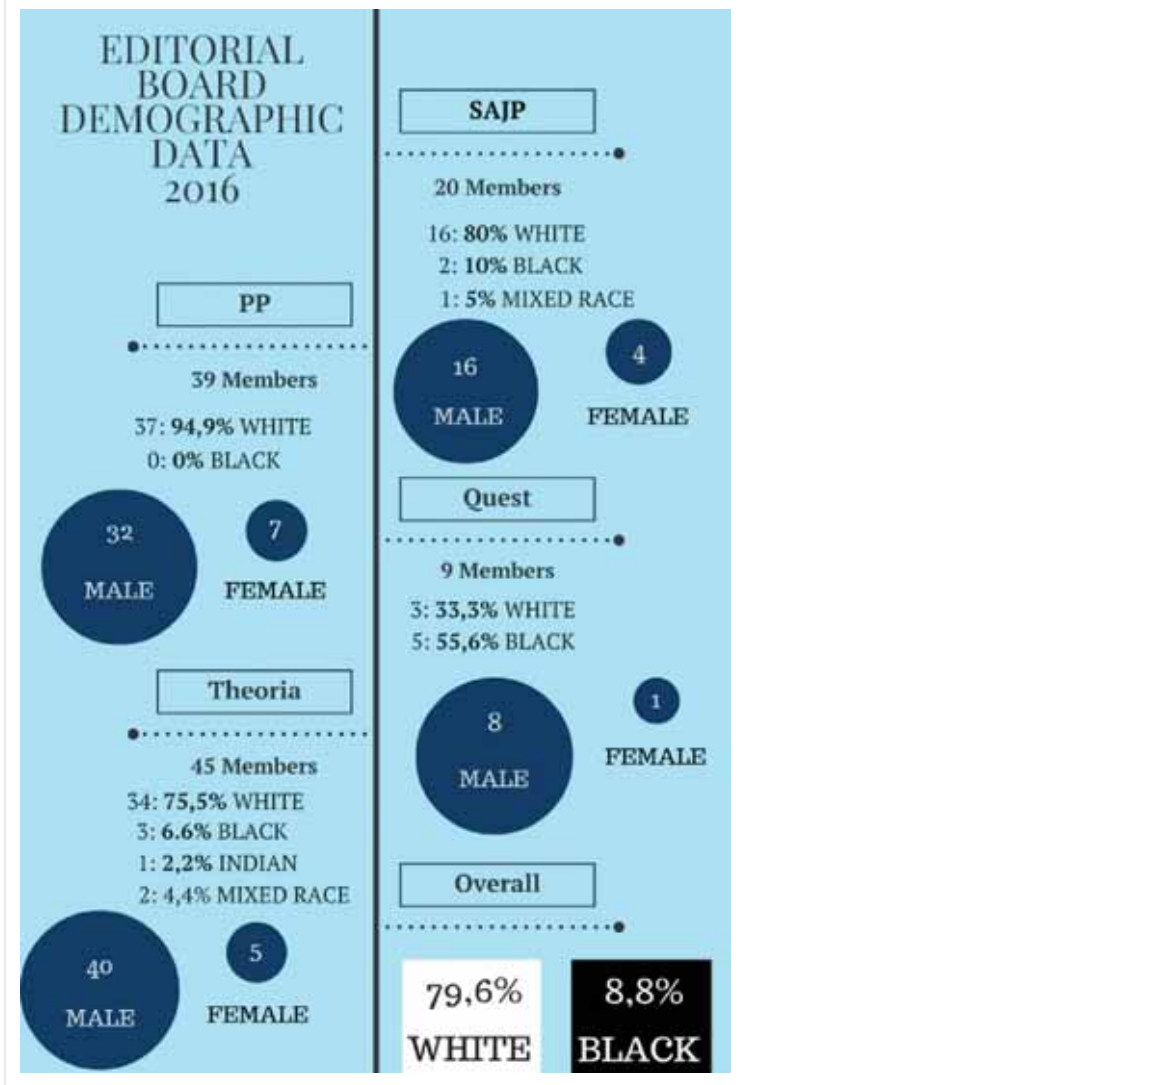 EDITORIAL
BOARD
DEMOGRAPHIC
DATA
2016
PP
39 Members
37: 94,9% WHITE
0: 0% BLACK
32
MALE
7
FEMALE
Theoria
45 Members
34: 75,5% WHITE
3: 6.6% BLACK
1: 2,2% INDIAN
2: 4,4% MIXED RACE
40
MALE
5
FEMALE
SAJP
20 Members
16: 80% WHITE
2: 10% BLACK
1: 5% MIXED RACE
16
MALE
4
FEMALE
Quest
9 Members
3: 33,3% WHITE
5: 55,6% BLACK
8
MALE
1
FEMALE
Overall
79,6%
WHITE
8,8%
BLACK